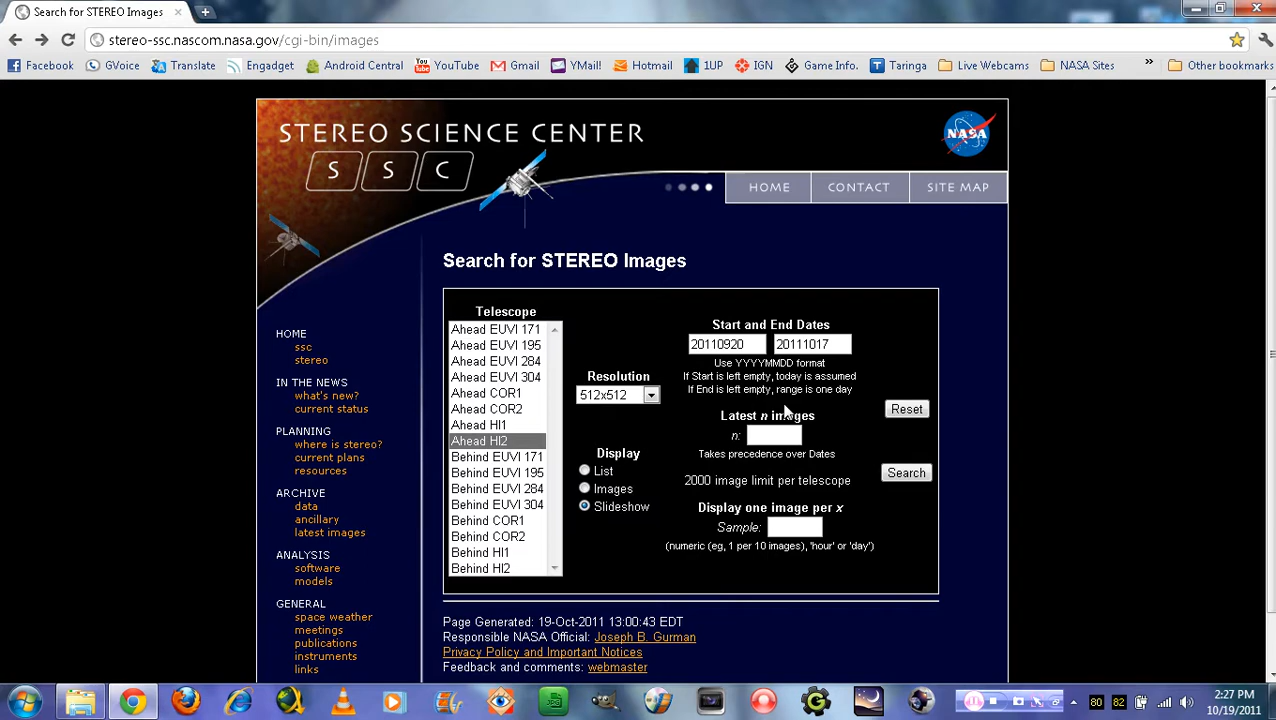 Search for STEREO Images
stereo-ssc.nascom.nasa.gov/cgi-bin/images
Facebook GVoice Translate Engadget Android Central YouTube Gmail YMail! Hotmail 1UP IGN Game Info. Taringa Live Webcams NASA Sites » Other bookmarks
STEREO SCIENCE CENTER
NASA
S S C
HOME CONTACT SITE MAP
Search for STEREO Images
Telescope
Ahead EUVI 171
Ahead EUVI 195
Ahead EUVI 284
Ahead EUVI 304
Ahead COR1
Ahead COR2
Ahead HI1
Ahead HI2
Behind EUVI 171
Behind EUVI 195
Behind EUVI 284
Behind EUVI 304
Behind COR1
Behind COR2
Behind HI1
Behind HI2
Resolution
512x512
Display
List
Images
Slideshow
Start and End Dates
20110920 20111017
Use YYYYMMDD format
If Start is left empty, today is assumed
If End is left empty, range is one day
Latest n images
n:
Takes precedence over Dates
2000 image limit per telescope
Display one image per x
Sample:
(numeric (eg, 1 per 10 images), 'hour' or 'day')
Reset
Search
HOME
ssc
stereo
IN THE NEWS
what's new?
current status
PLANNING
where is stereo?
current plans
resources
ARCHIVE
data
ancillary
latest images
ANALYSIS
software
models
GENERAL
space weather
meetings
publications
instruments
links
Page Generated: 19-Oct-2011 13:00:43 EDT
Responsible NASA Official: Joseph B. Gurman
Privacy Policy and Important Notices
Feedback and comments: webmaster
80 82
2:27 PM
10/19/2011